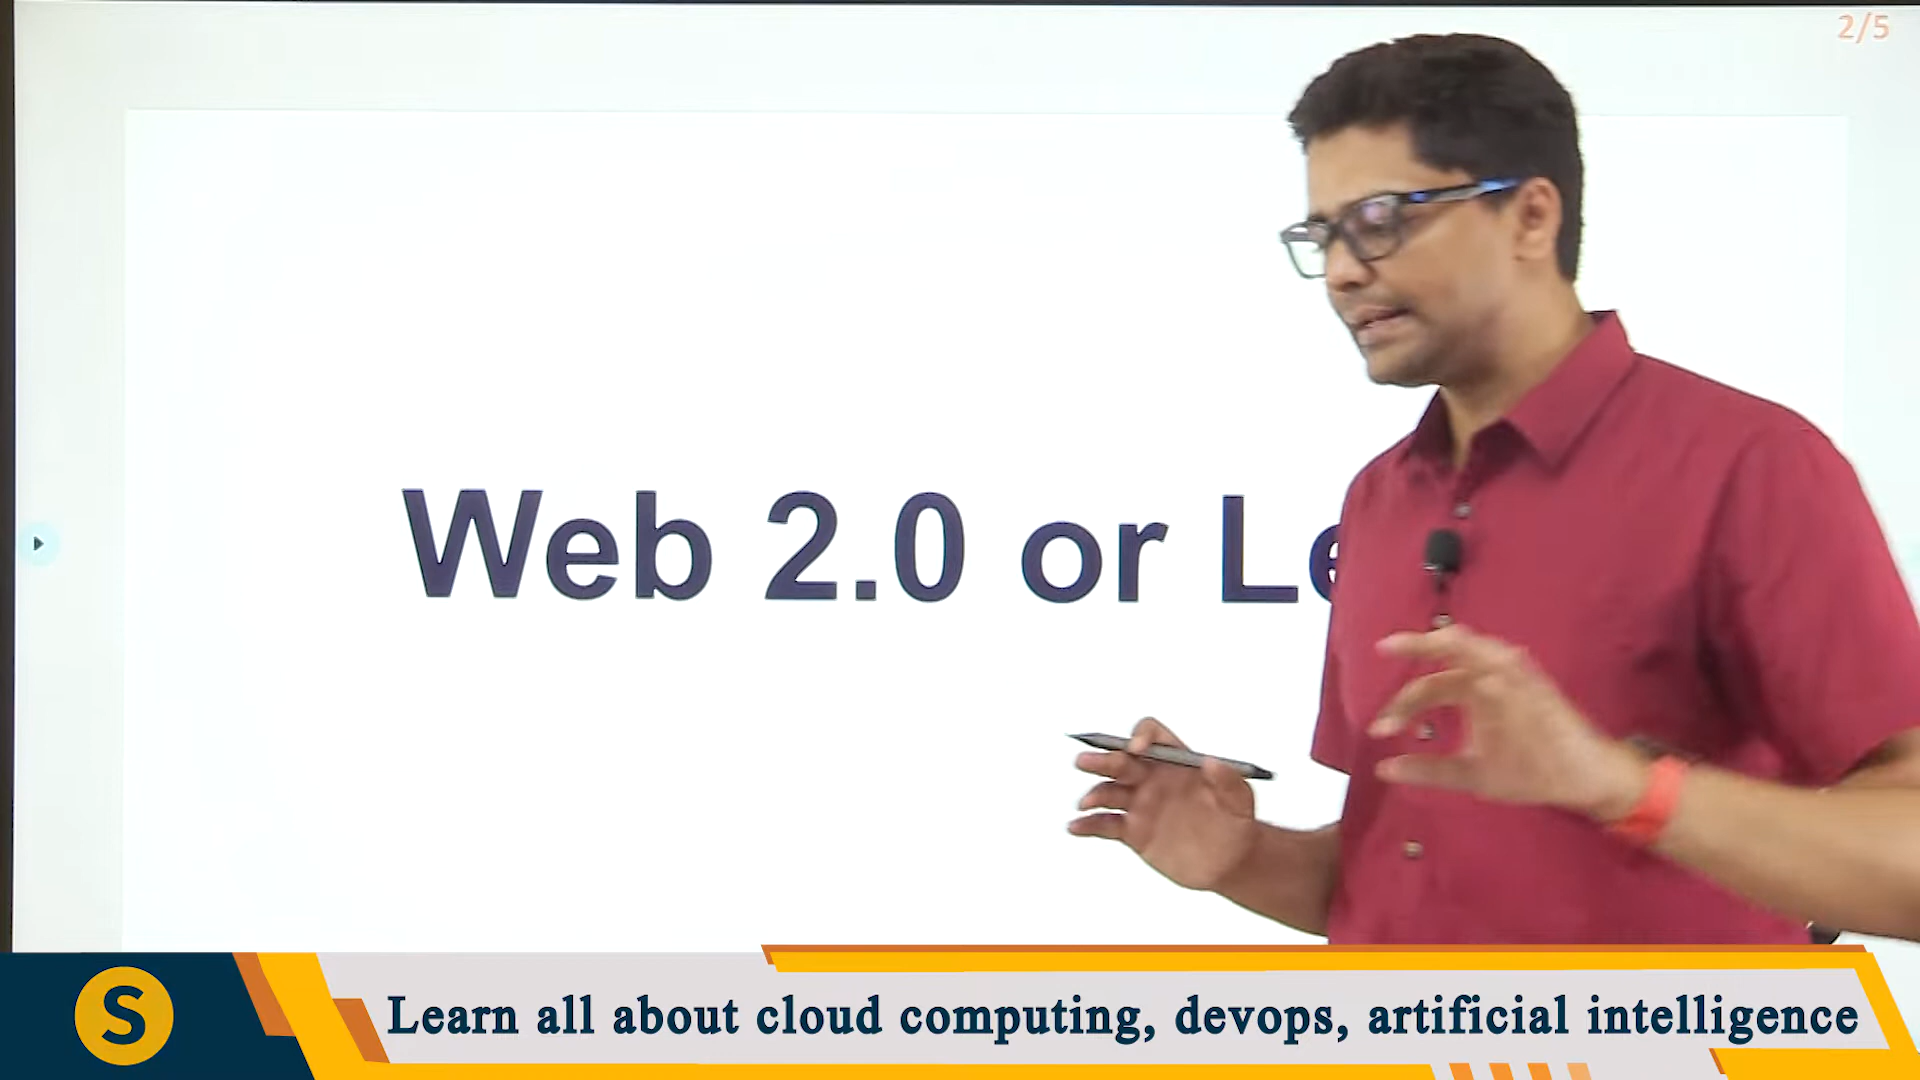 2/5
Web 2.0 or Le
S
Learn all about cloud computing, devops, artificial intelligence